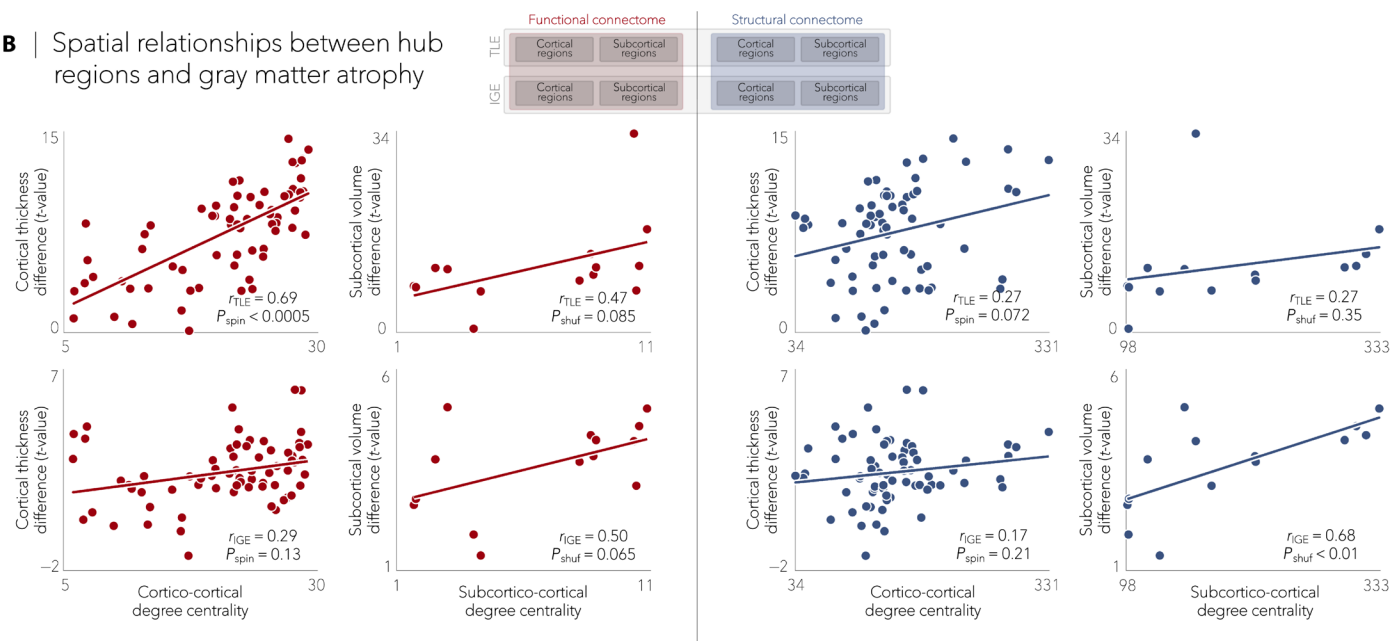 B | Spatial relationships between hub
regions and gray matter atrophy
Functional connectome
Structural connectome
TLE
Cortical regions
Subcortical regions
Cortical regions
Subcortical regions
IGE
Cortical regions
Subcortical regions
Cortical regions
Subcortical regions
Cortical thickness
difference (t-value)
15
0
5
30
rTLE = 0.69
Pspin < 0.0005
Subcortical volume
difference (t-value)
34
0
1
11
rTLE = 0.47
Pshuf = 0.085
Cortical thickness
difference (t-value)
15
0
34
331
rTLE = 0.27
Pspin = 0.072
Subcortical volume
difference (t-value)
34
0
98
333
rTLE = 0.27
Pshuf = 0.35
Cortical thickness
difference (t-value)
7
−2
5
30
rIGE = 0.29
Pspin = 0.13
Cortico-cortical
degree centrality
Subcortical volume
difference (t-value)
6
1
1
11
rIGE = 0.50
Pshuf = 0.065
Subcortico-cortical
degree centrality
Cortical thickness
difference (t-value)
7
−2
34
331
rIGE = 0.17
Pspin = 0.21
Cortico-cortical
degree centrality
Subcortical volume
difference (t-value)
6
1
98
333
rIGE = 0.68
Pshuf < 0.01
Subcortico-cortical
degree centrality